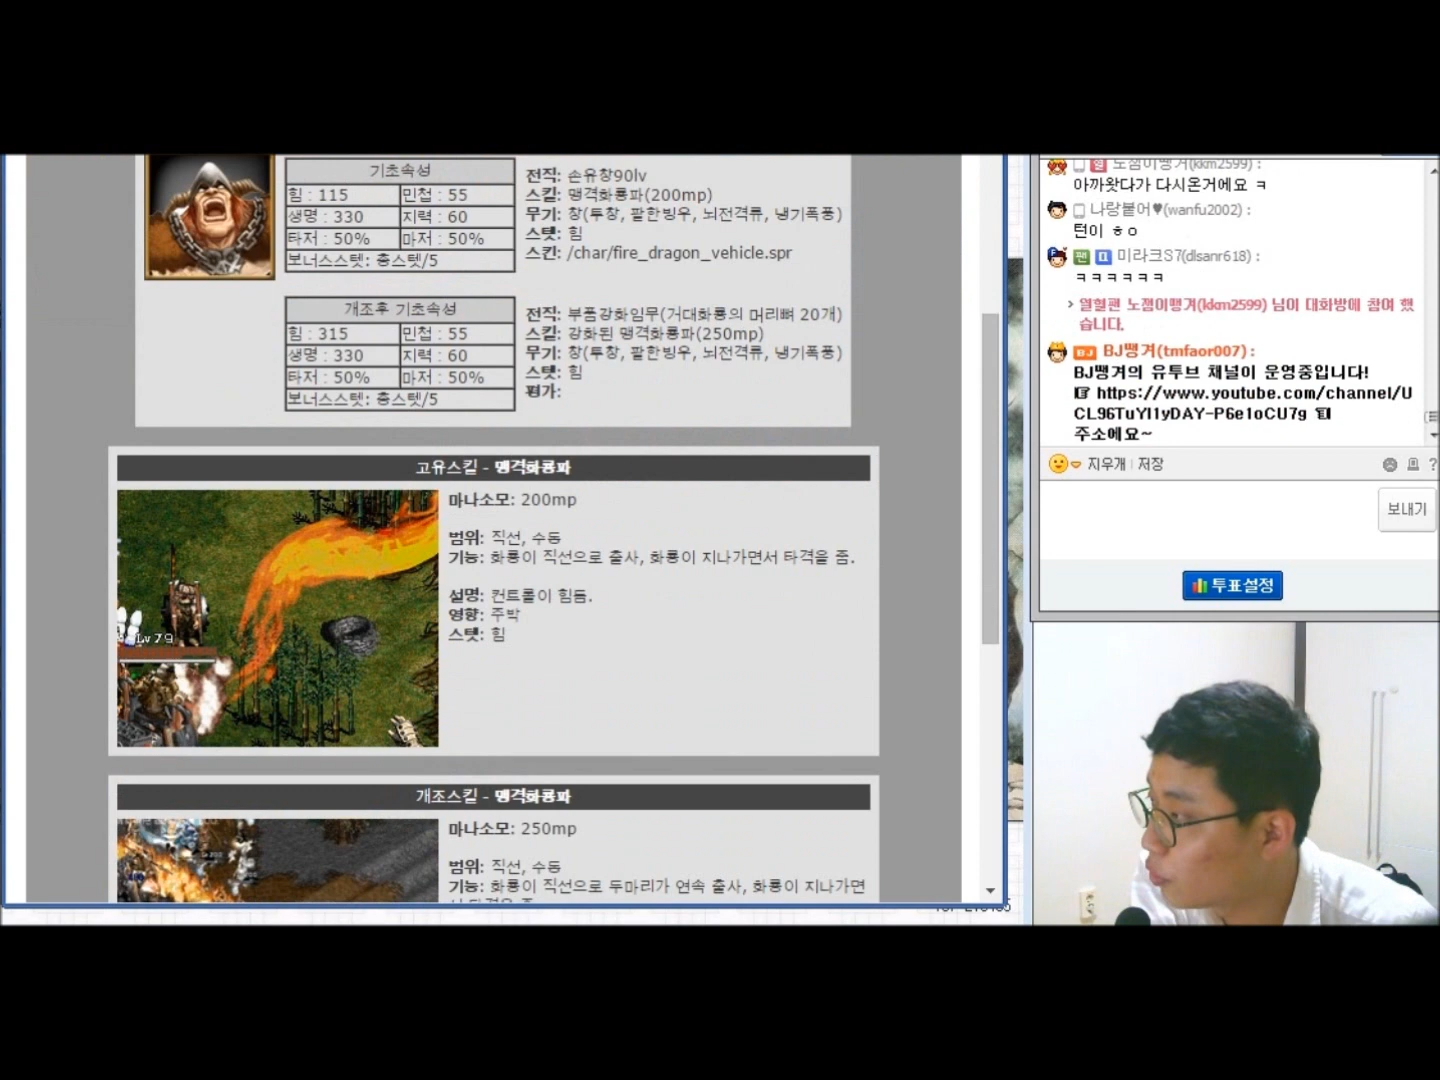 기초속성
힘 : 115 민첩 : 55
생명 : 330 지력 : 60
타저 : 50% 마저 : 50%
보너스스텟: 총스텟/5
전직: 손유창90lv
스킬: 맹격화룡파(200mp)
무기: 창(투창, 팔한빙우, 뇌전격류, 냉기폭풍)
스텟: 힘
스킨: /char/fire_dragon_vehicle.spr
개조후 기초속성
힘 : 315 민첩 : 55
생명 : 330 지력 : 60
타저 : 50% 마저 : 50%
보너스스텟: 총스텟/5
전직: 부품강화임무(거대화룡의 머리뼈 20개)
스킬: 강화된 맹격화룡파(250mp)
무기: 창(투창, 팔한빙우, 뇌전격류, 냉기폭풍)
스텟: 힘
평가:
고유스킬 - 맹격화룡파
Lv 79
마나소모: 200mp
범위: 직선, 수동
기능: 화룡이 직선으로 출사, 화룡이 지나가면서 타격을 줌.
설명: 컨트롤이 힘듬.
영향: 주박
스텟: 힘
개조스킬 - 맹격화룡파
마나소모: 250mp
범위: 직선, 수동
기능: 화룡이 직선으로 두마리가 연속 출사, 화룡이 지나가면
열 노잼이땡겨(kkm2599) :
아까왓다가 다시온거에요 ㅋ
나랑붙어♥(wanfu2002) :
턴이 ㅎㅇ
팬 미라크S7(dlsanr618) :
ㅋㅋㅋㅋㅋㅋ
열혈팬 노잼이땡겨(kkm2599) 님이 대화방에 참여 했
습니다.
BJ BJ땡겨(tmfaor007) :
BJ땡겨의 유투브 채널이 운영중입니다!
☞ https://www.youtube.com/channel/U
CL96TuYl1yDAY-P6e1oCU7g ☜
주소에요~
지우개 | 저장
?
보내기
투표설정